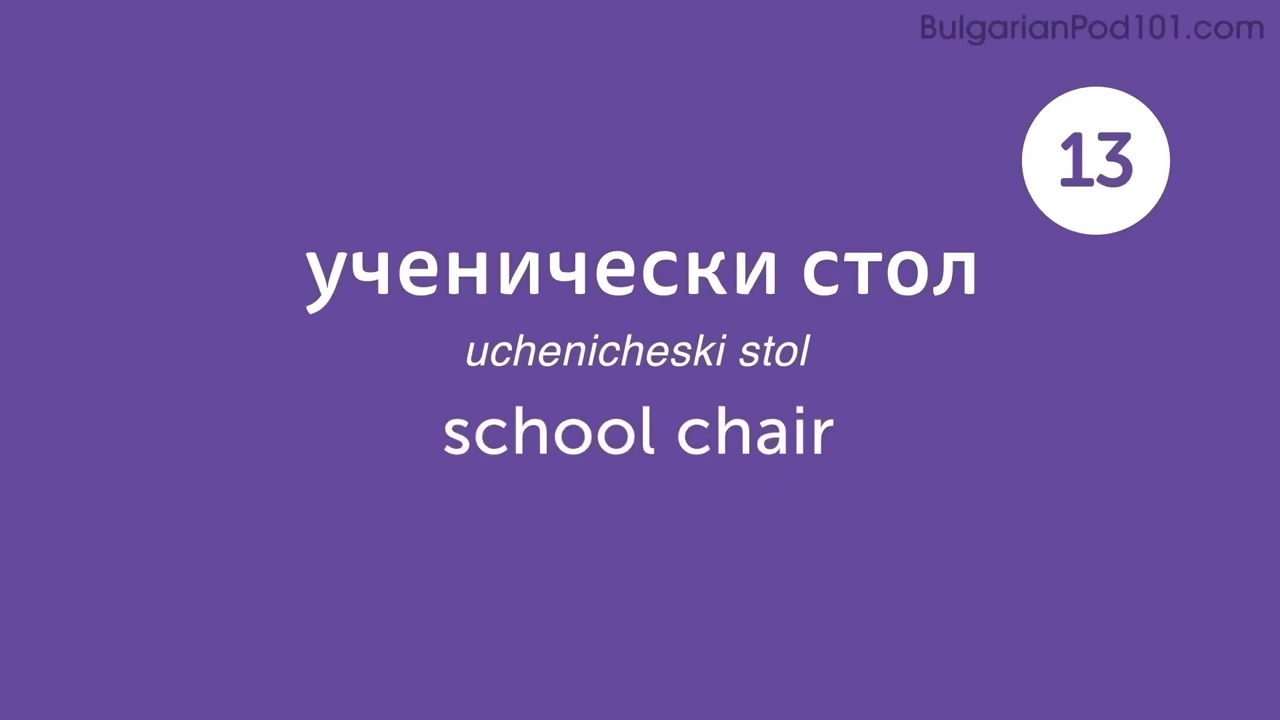 BulgarianPod101.com
13
ученически стол
uchenicheski stol
school chair